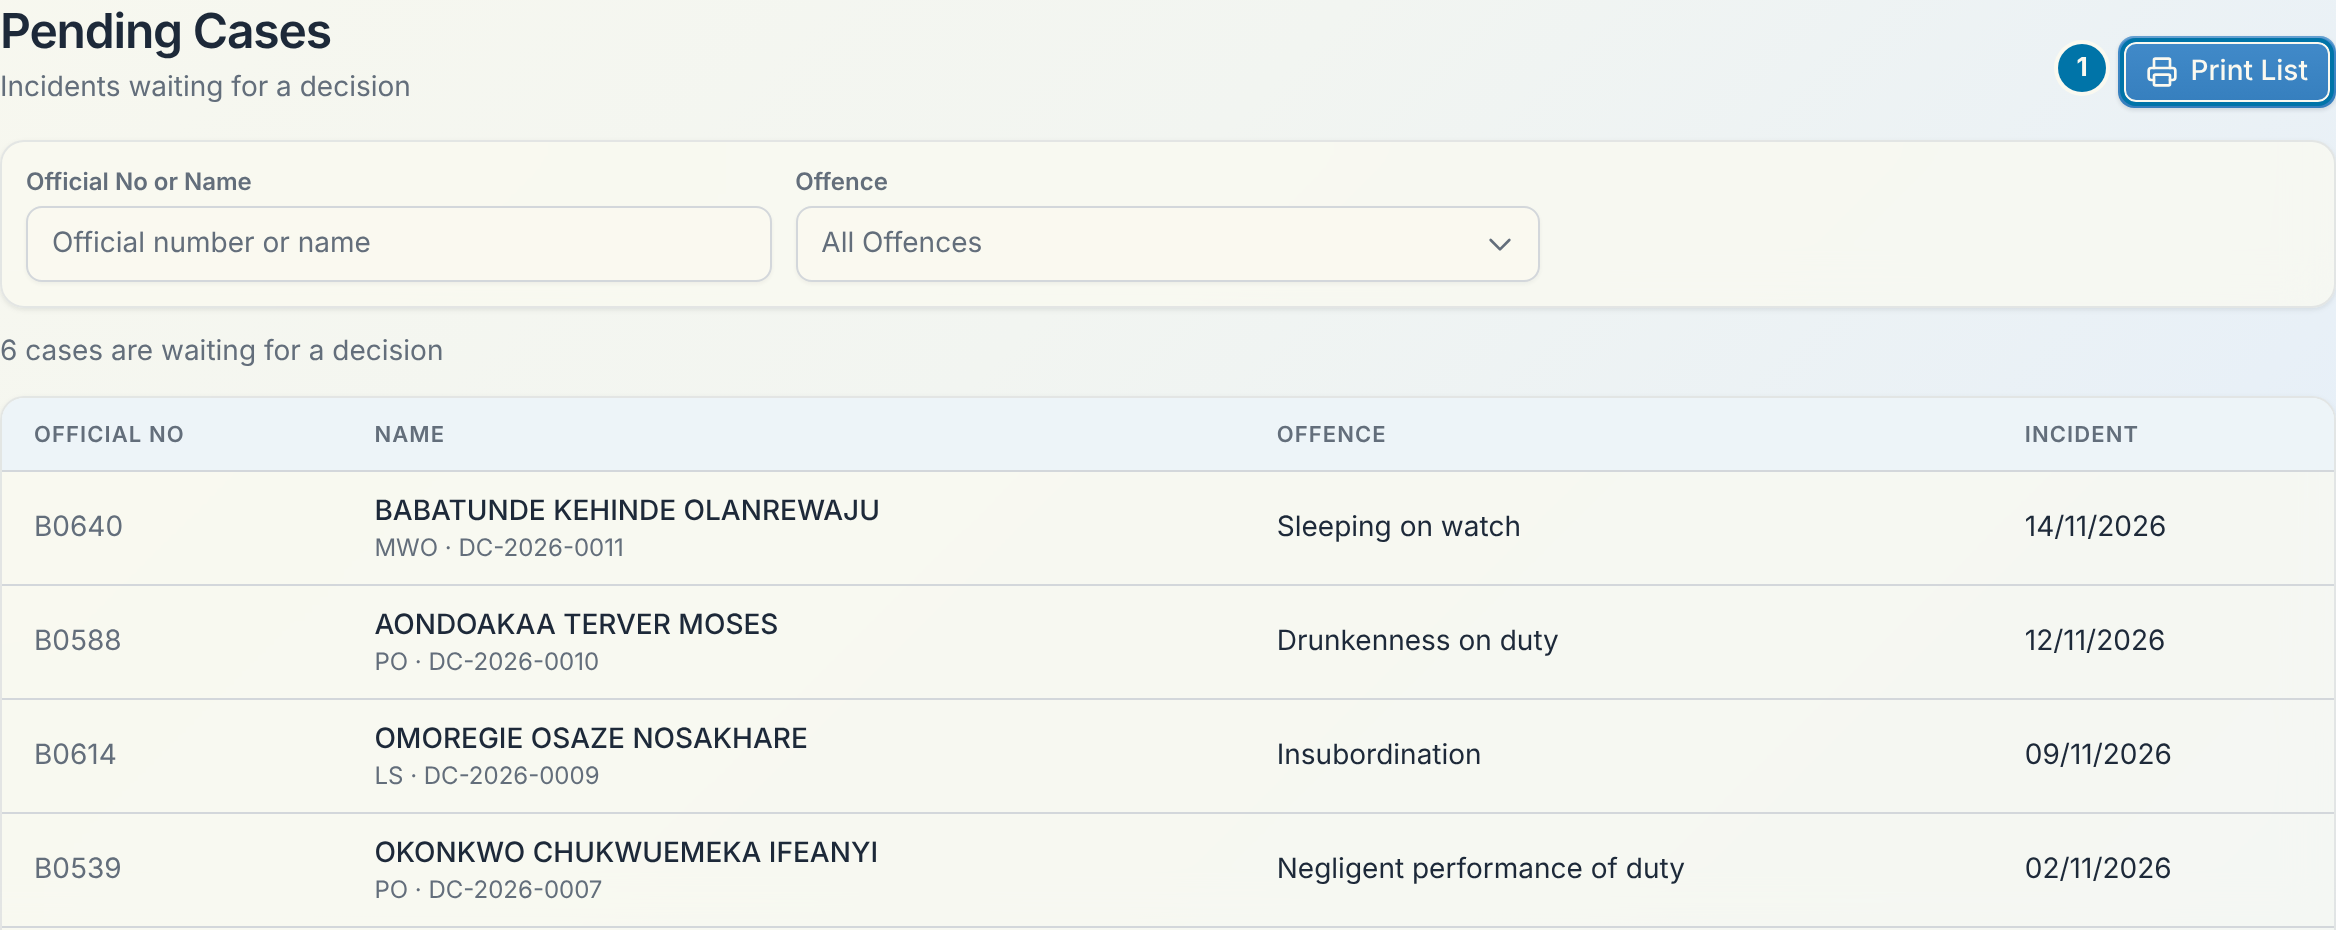 Pending Cases
Incidents waiting for a decision
1
Print List
Official No or Name
Offence
Official number or name
All Offences
6 cases are waiting for a decision
OFFICIAL NO
NAME
OFFENCE
INCIDENT
B0640
BABATUNDE KEHINDE OLANREWAJU
MWO · DC-2026-0011
Sleeping on watch
14/11/2026
B0588
AONDOAKAA TERVER MOSES
PO · DC-2026-0010
Drunkenness on duty
12/11/2026
B0614
OMOREGIE OSAZE NOSAKHARE
LS · DC-2026-0009
Insubordination
09/11/2026
B0539
OKONKWO CHUKWUEMEKA IFEANYI
PO · DC-2026-0007
Negligent performance of duty
02/11/2026